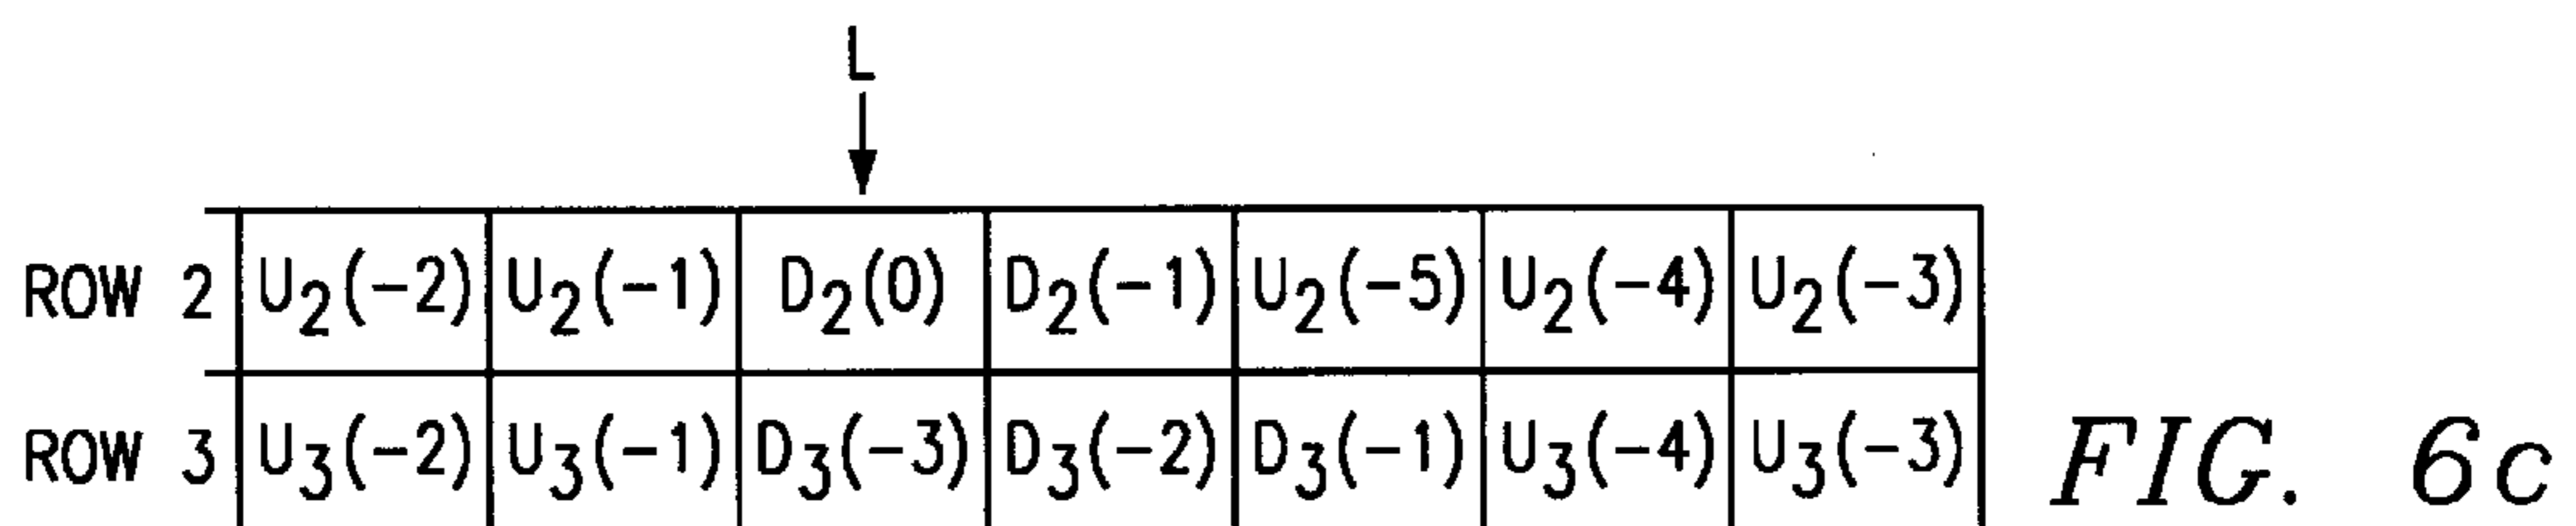 L
ROW 2 U₂(-2) U₂(-1) D₂(0) D₂(-1) U₂(-5) U₂(-4) U₂(-3)
ROW 3 U₃(-2) U₃(-1) D₃(-3) D₃(-2) D₃(-1) U₃(-4) U₃(-3)
FIG. 6c